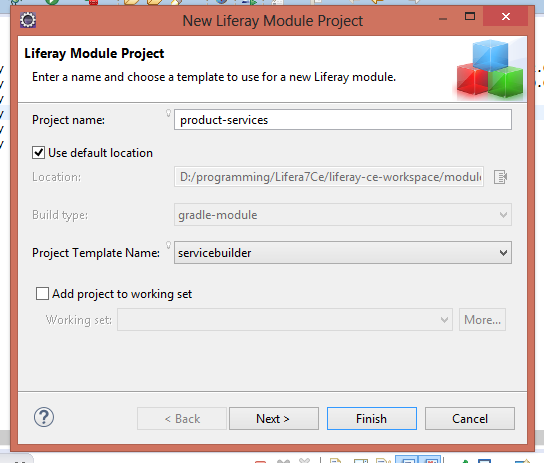 New Liferay Module Project
Liferay Module Project
Enter a name and choose a template to use for a new Liferay module.
Project name: product-services
Use default location
Location: D:/programming/Lifera7Ce/liferay-ce-workspace/module
Build type: gradle-module
Project Template Name: servicebuilder
Add project to working set
Working set: More...
? < Back Next > Finish Cancel